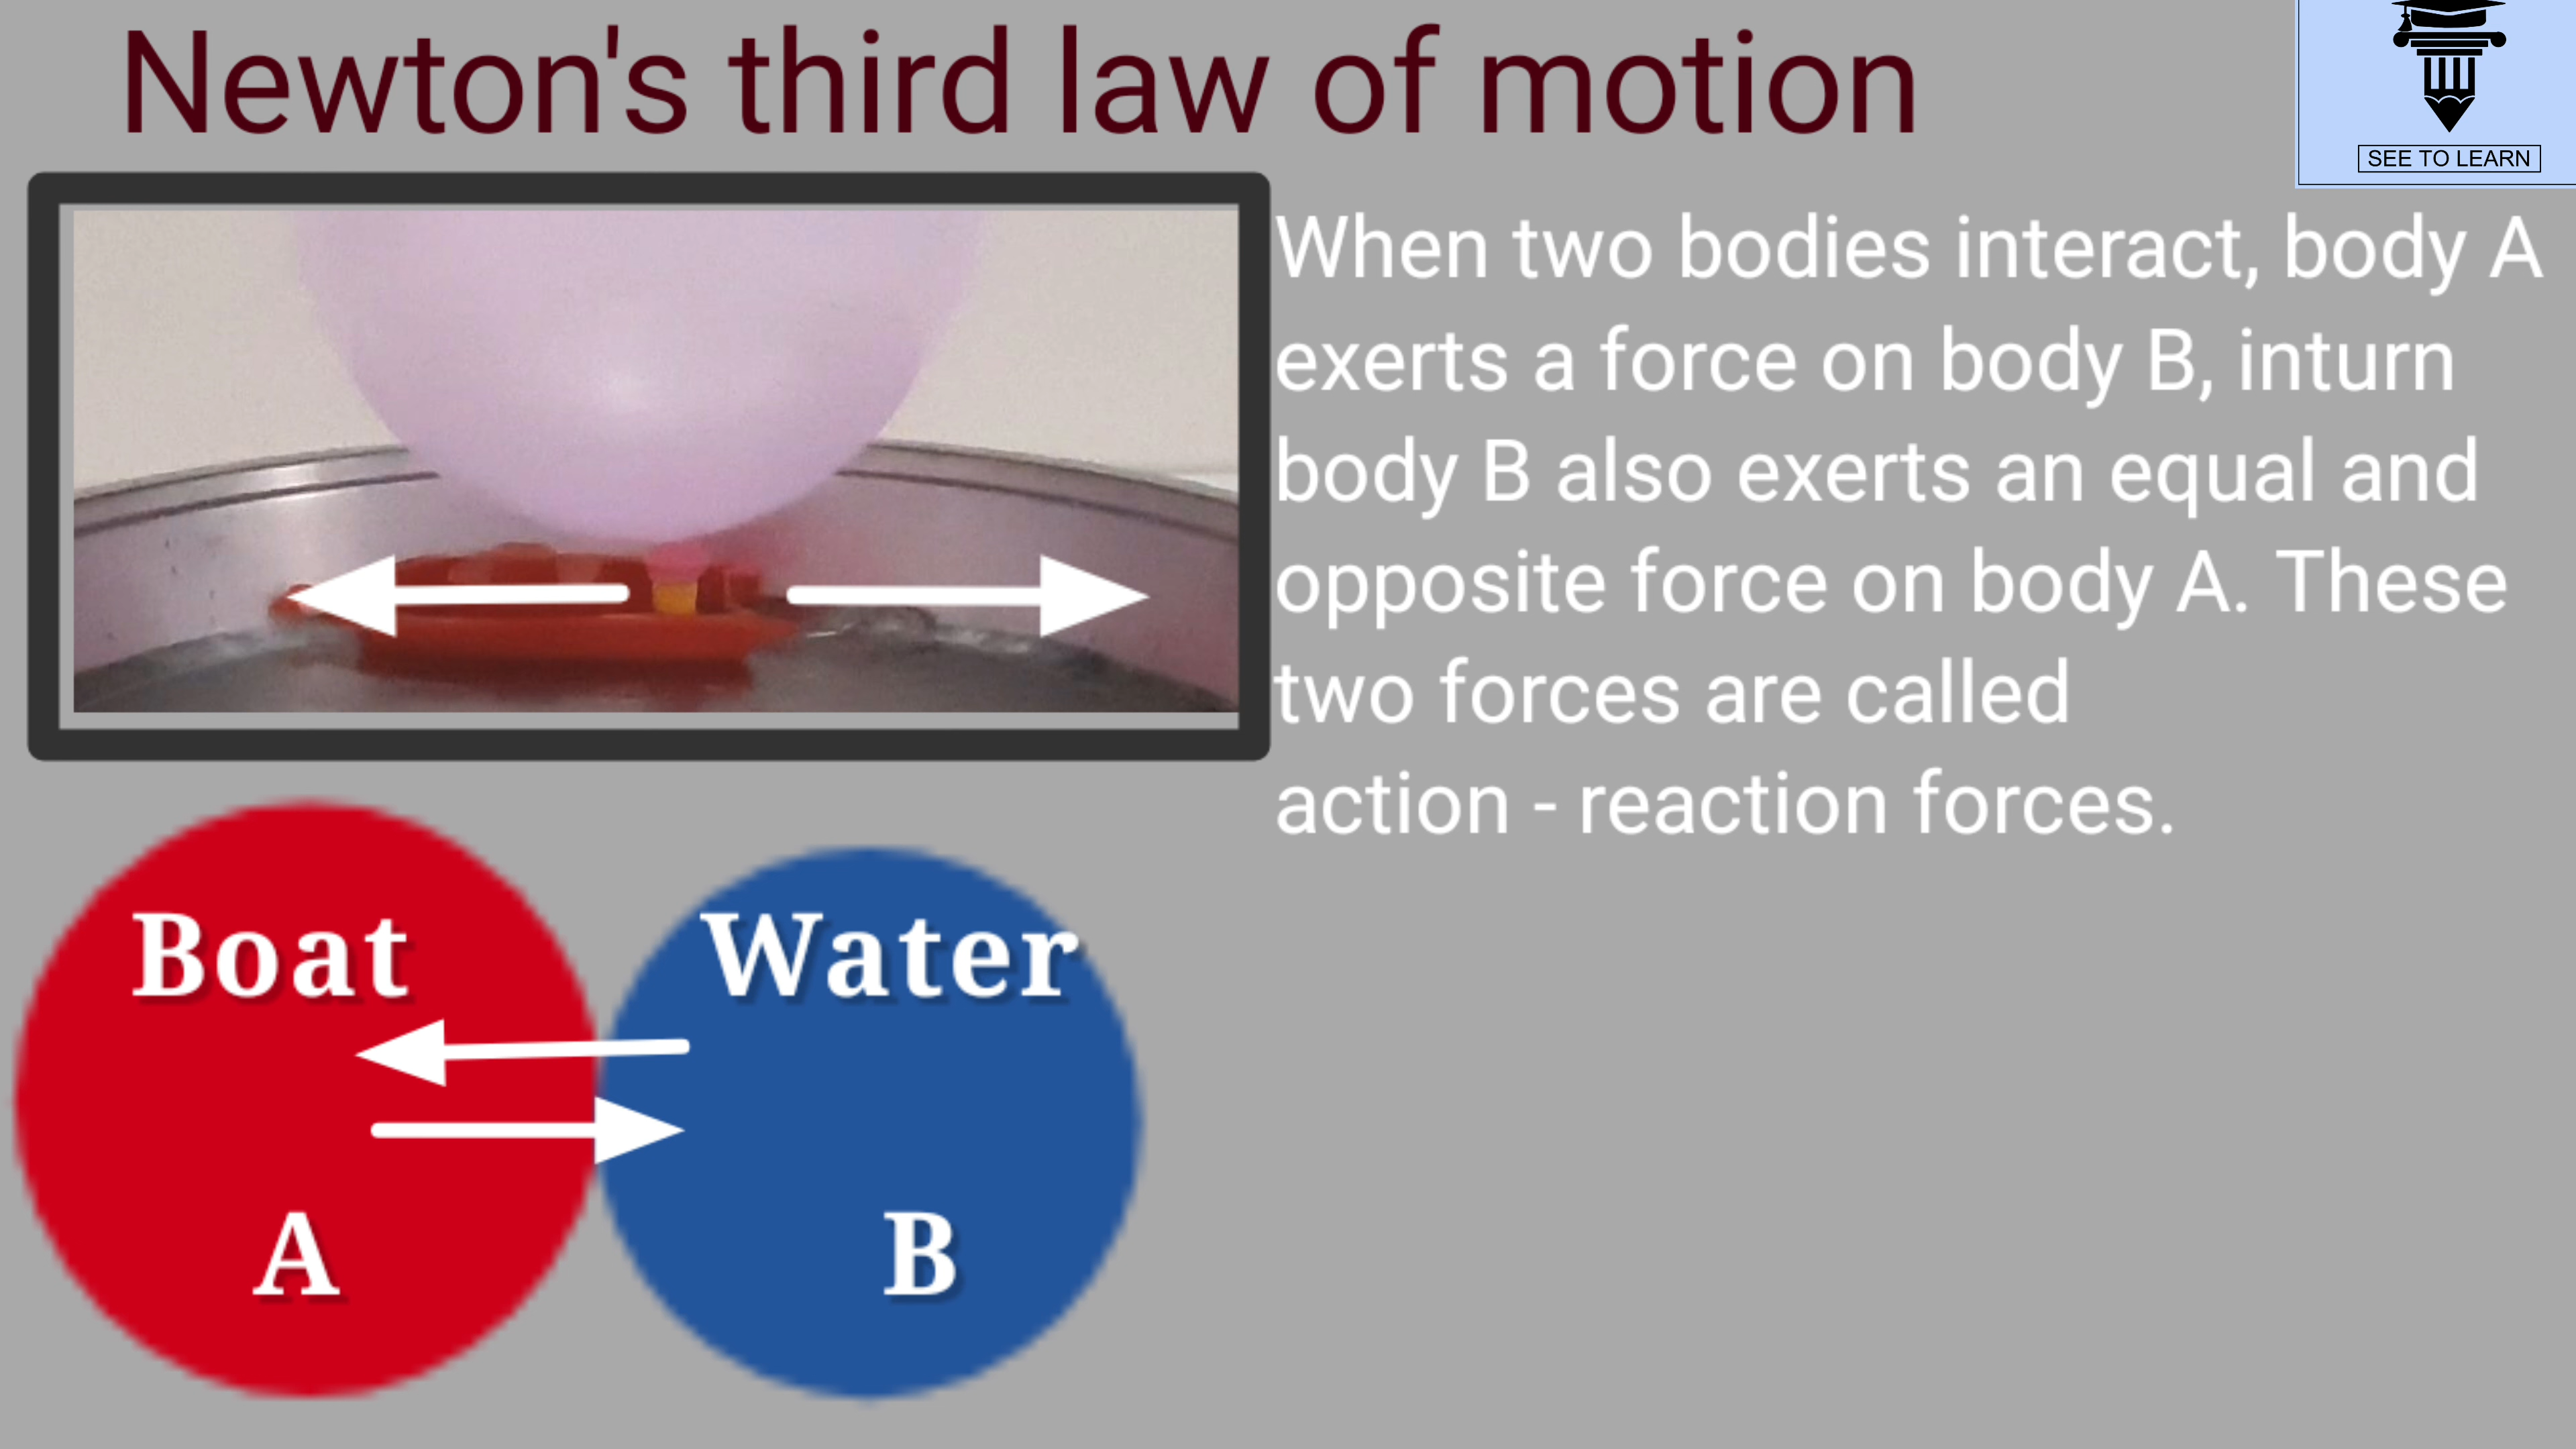 Newton's third law of motion
SEE TO LEARN
When two bodies interact, body A
exerts a force on body B, inturn
body B also exerts an equal and
opposite force on body A. These
two forces are called
action - reaction forces.
Boat
Water
A
B